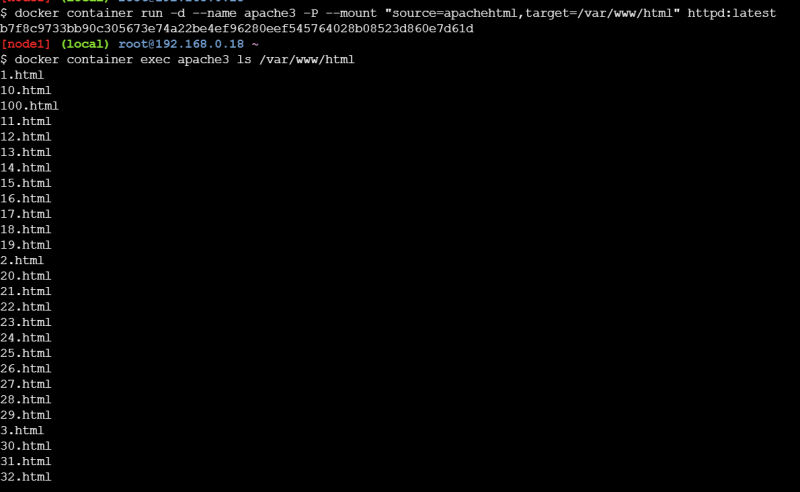 $ docker container run -d --name apache3 -P --mount "source=apachehtml,target=/var/www/html" httpd:latest
b7f8c9733bb90c305673e74a22be4ef96280eef545764028b08523d860e7d61d
[node1] (local) root@192.168.0.18 ~
$ docker container exec apache3 ls /var/www/html
1.html
10.html
100.html
11.html
12.html
13.html
14.html
15.html
16.html
17.html
18.html
19.html
2.html
20.html
21.html
22.html
23.html
24.html
25.html
26.html
27.html
28.html
29.html
3.html
30.html
31.html
32.html